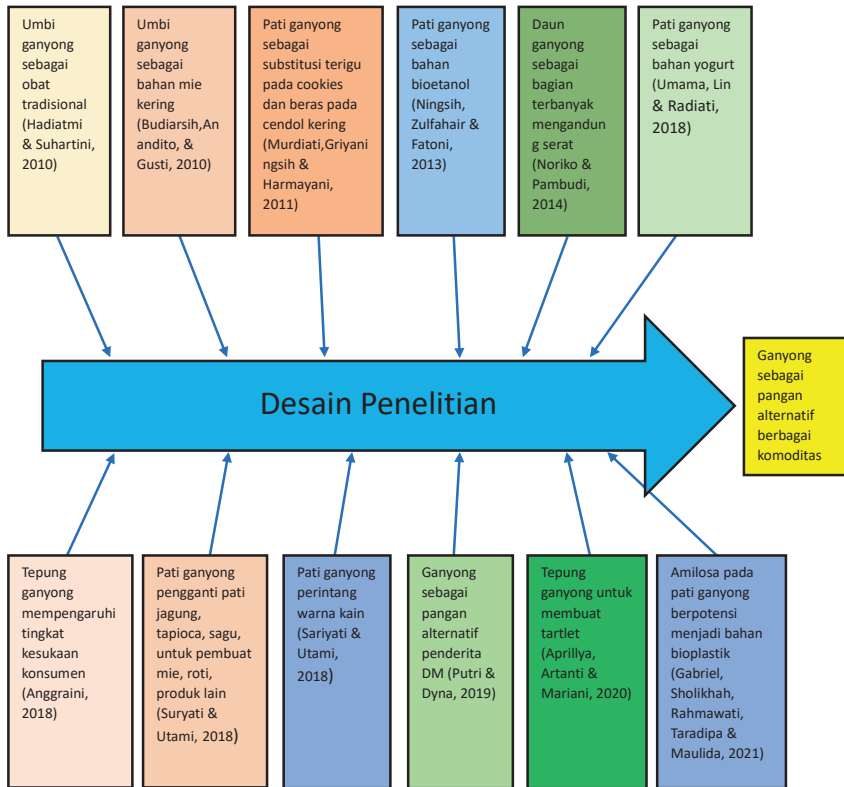 Umbi
ganyong
sebagai
obat
tradisional
(Hadiatmi
& Suhartini,
2010)
Umbi
ganyong
sebagai
bahan mie
kering
(Budiarsih,An
andito, &
Gusti, 2010)
Pati ganyong
sebagai
substitusi terigu
pada cookies
dan beras pada
cendol kering
(Murdiati,Griyani
ngsih &
Harmayani,
2011)
Pati ganyong
sebagai
bahan
bioetanol
(Ningsih,
Zulfahair &
Fatoni,
2013)
Daun
ganyong
sebagai
bagian
terbanyak
mengandun
g serat
(Noriko &
Pambudi,
2014)
Pati ganyong
sebagai
bahan yogurt
(Umama, Lin
& Radiati,
2018)
Desain Penelitian
Ganyong
sebagai
pangan
alternatif
berbagai
komoditas
Tepung
ganyong
mempengaruhi
tingkat
kesukaan
konsumen
(Anggraini,
2018)
Pati ganyong
pengganti pati
jagung,
tapioca, sagu,
untuk pembuat
mie, roti,
produk lain
(Suryati &
Utami, 2018)
Pati ganyong
perintang
warna kain
(Sariyati &
Utami,
2018)
Ganyong
sebagai
pangan
alternatif
penderita
DM (Putri &
Dyna, 2019)
Tepung
ganyong untuk
membuat
tartlet
(Aprillya,
Artanti &
Mariani, 2020)
Amilosa pada
pati ganyong
berpotensi
menjadi bahan
bioplastik
(Gabriel,
Sholikhah,
Rahmawati,
Taradipa &
Maulida, 2021)